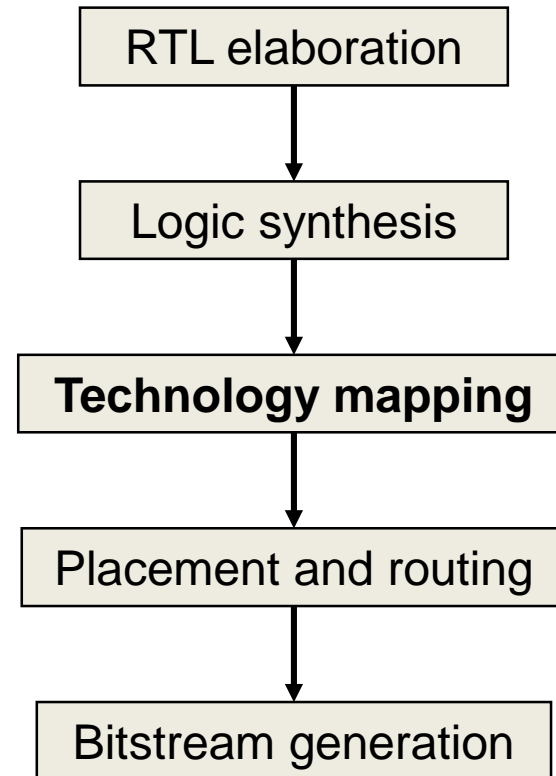 RTL elaboration
Logic synthesis
Technology mapping
Placement and routing
Bitstream generation